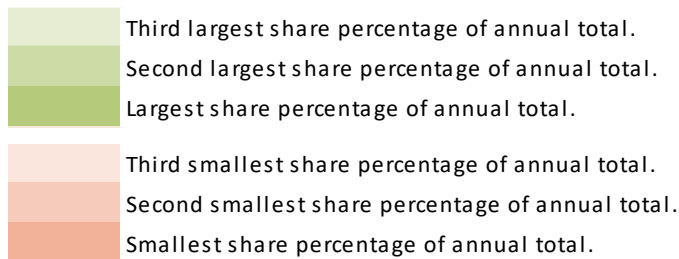 Third largest share percentage of annual total.
Second largest share percentage of annual total.
Largest share percentage of annual total.
Third smallest share percentage of annual total.
Second smallest share percentage of annual total.
Smallest share percentage of annual total.